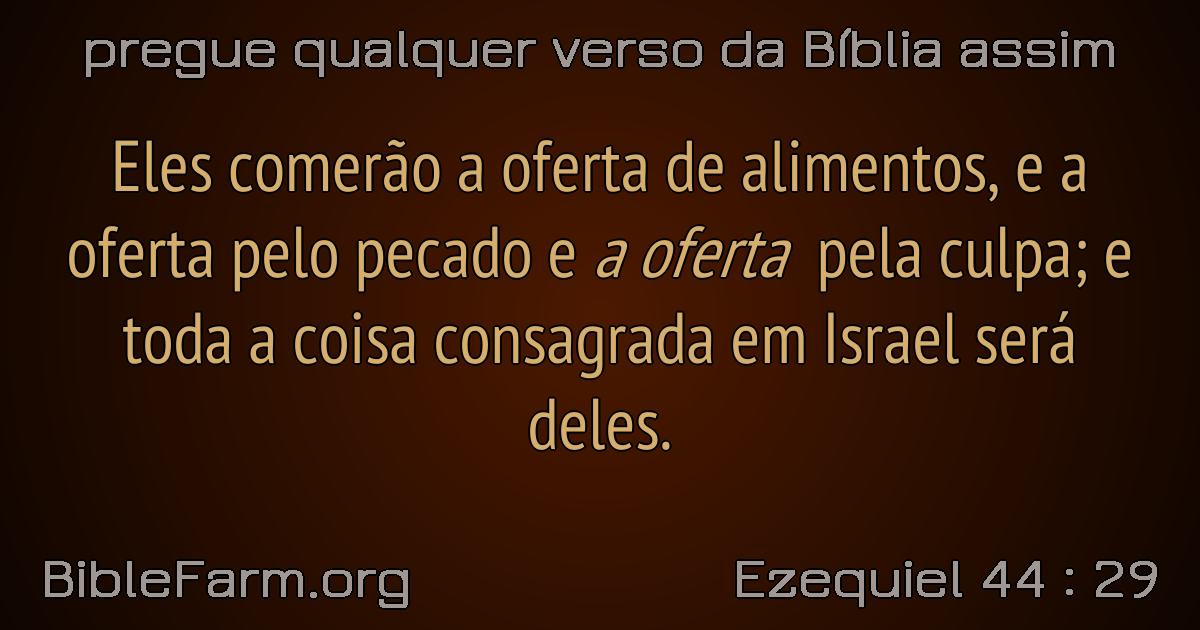 pregue qualquer verso da Bíblia assim
Eles comerão a oferta de alimentos, e a
oferta pelo pecado e a oferta pela culpa; e
toda a coisa consagrada em Israel será
deles.
BibleFarm.org
Ezequiel 44 : 29